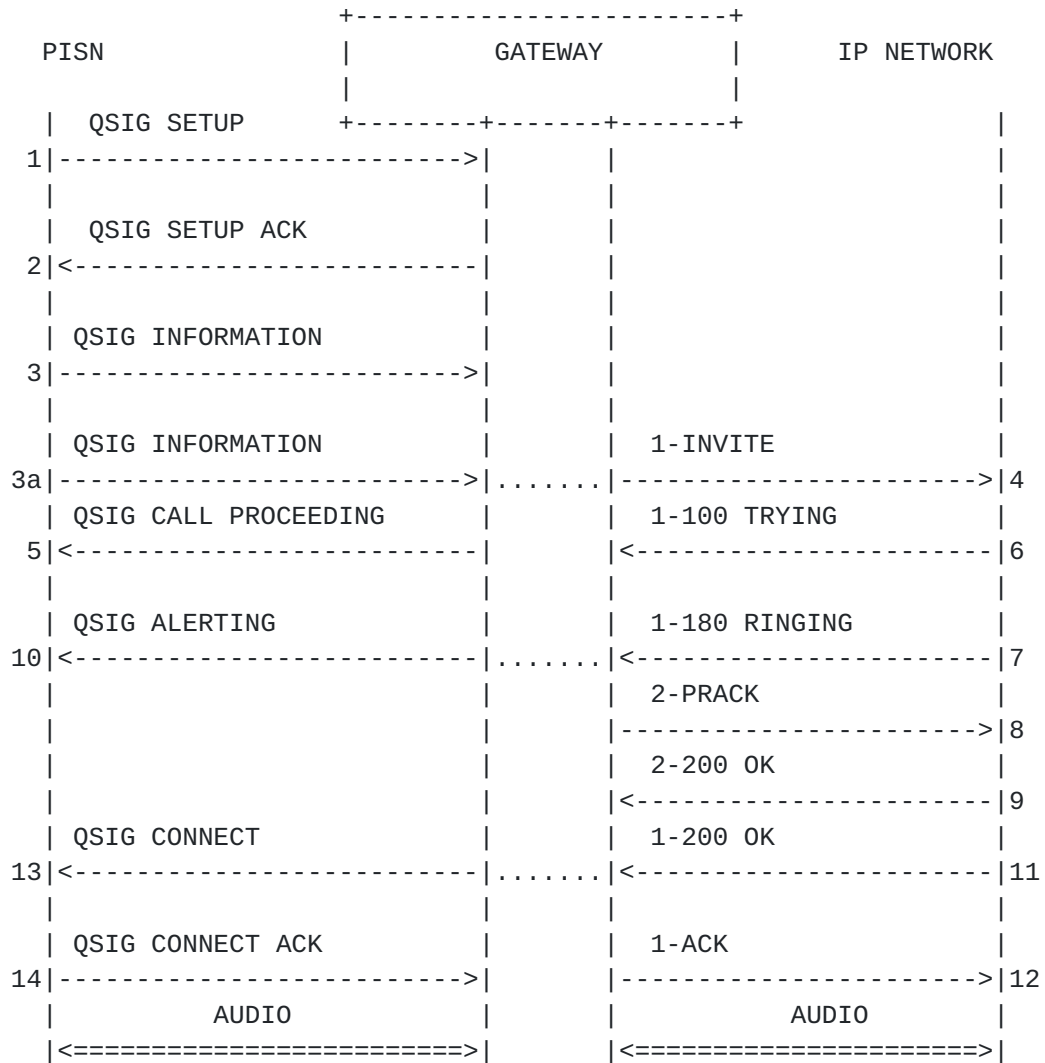 +------------------------+
  PISN               |         GATEWAY        |      IP NETWORK
                     |                        |
  |  QSIG SETUP      +--------+-------+-------+                |
 1|-------------------------->|       |                        |
  |                           |       |                        |
  |  QSIG SETUP ACK           |       |                        |
 2|<--------------------------|       |                        |
  |                           |       |                        |
  | QSIG INFORMATION          |       |                        |
 3|-------------------------->|       |                        |
  |                           |       |                        |
  | QSIG INFORMATION          |       |  1-INVITE              |
3a|-------------------------->|.......|----------------------->|4
  | QSIG CALL PROCEEDING      |       |  1-100 TRYING          |
 5|<--------------------------|       |<-----------------------|6
  |                           |       |                        |
  | QSIG ALERTING             |       |  1-180 RINGING         |
10|<--------------------------|.......|<-----------------------|7
  |                           |       |  2-PRACK               |
  |                           |       |----------------------->|8
  |                           |       |  2-200 OK              |
  |                           |       |<-----------------------|9
  | QSIG CONNECT              |       |  1-200 OK              |
13|<--------------------------|.......|<-----------------------|11
  |                           |       |                        |
  | QSIG CONNECT ACK          |       |  1-ACK                 |
14|-------------------------->|       |----------------------->|12
  |          AUDIO            |       |           AUDIO        |
  |<=========================>|       |<======================>|